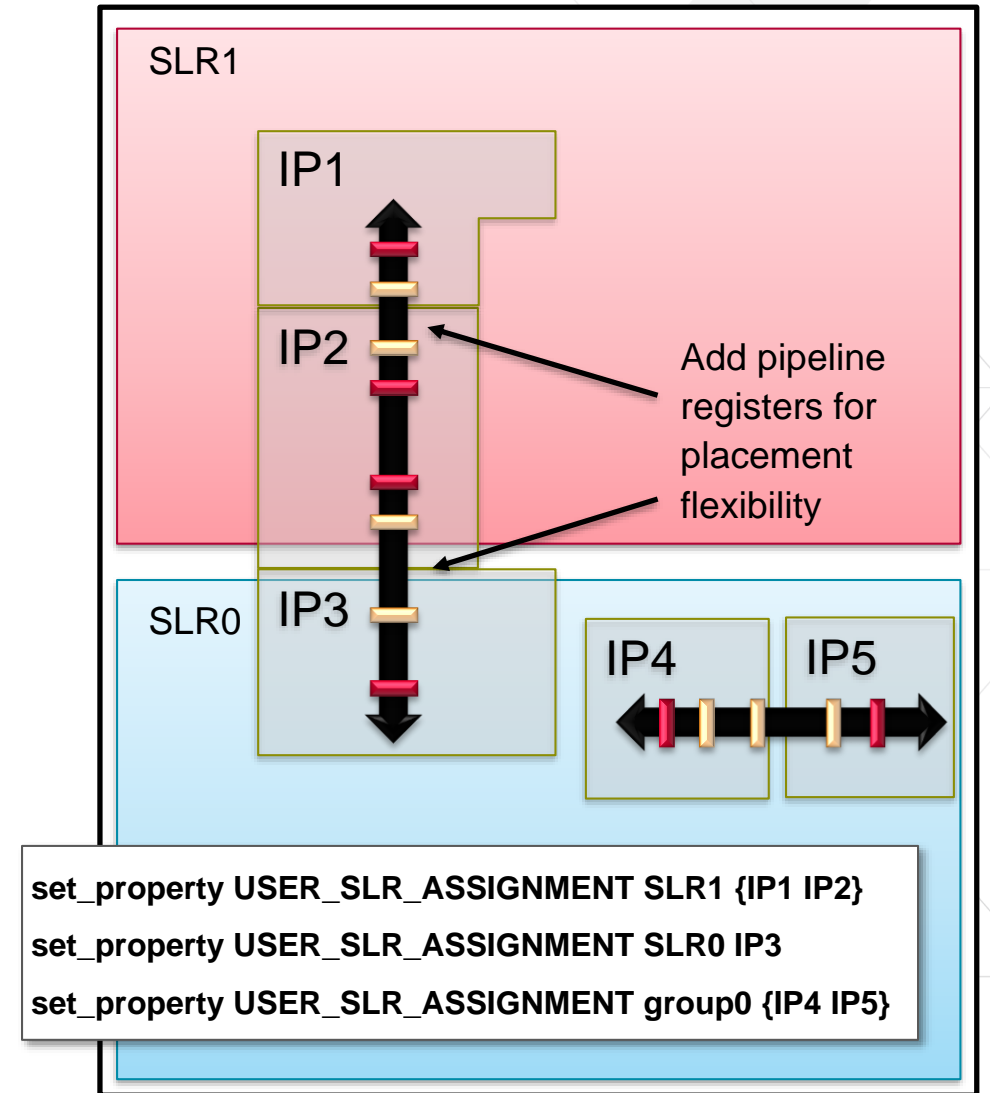 SLR1
IP1
IP2
Add pipeline
registers for
placement
flexibility
SLR0
IP3
IP4
IP5
set_property USER_SLR_ASSIGNMENT SLR1 {IP1 IP2}
set_property USER_SLR_ASSIGNMENT SLR0 IP3
set_property USER_SLR_ASSIGNMENT group0 {IP4 IP5}